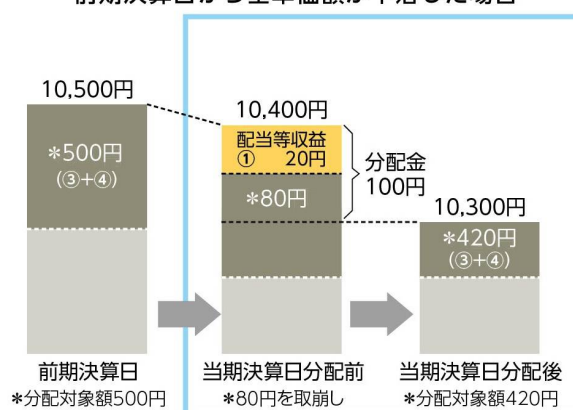 前期決算日から基準価額が下落した場合
10,500円
*500円
(③+④)
10,400円
配当等収益
① 20円
*80円
分配金
100円
10,300円
*420円
(③+④)
前期決算日
*分配対象額500円
当期決算日分配前
*80円を取崩し
当期決算日分配後
*分配対象額420円